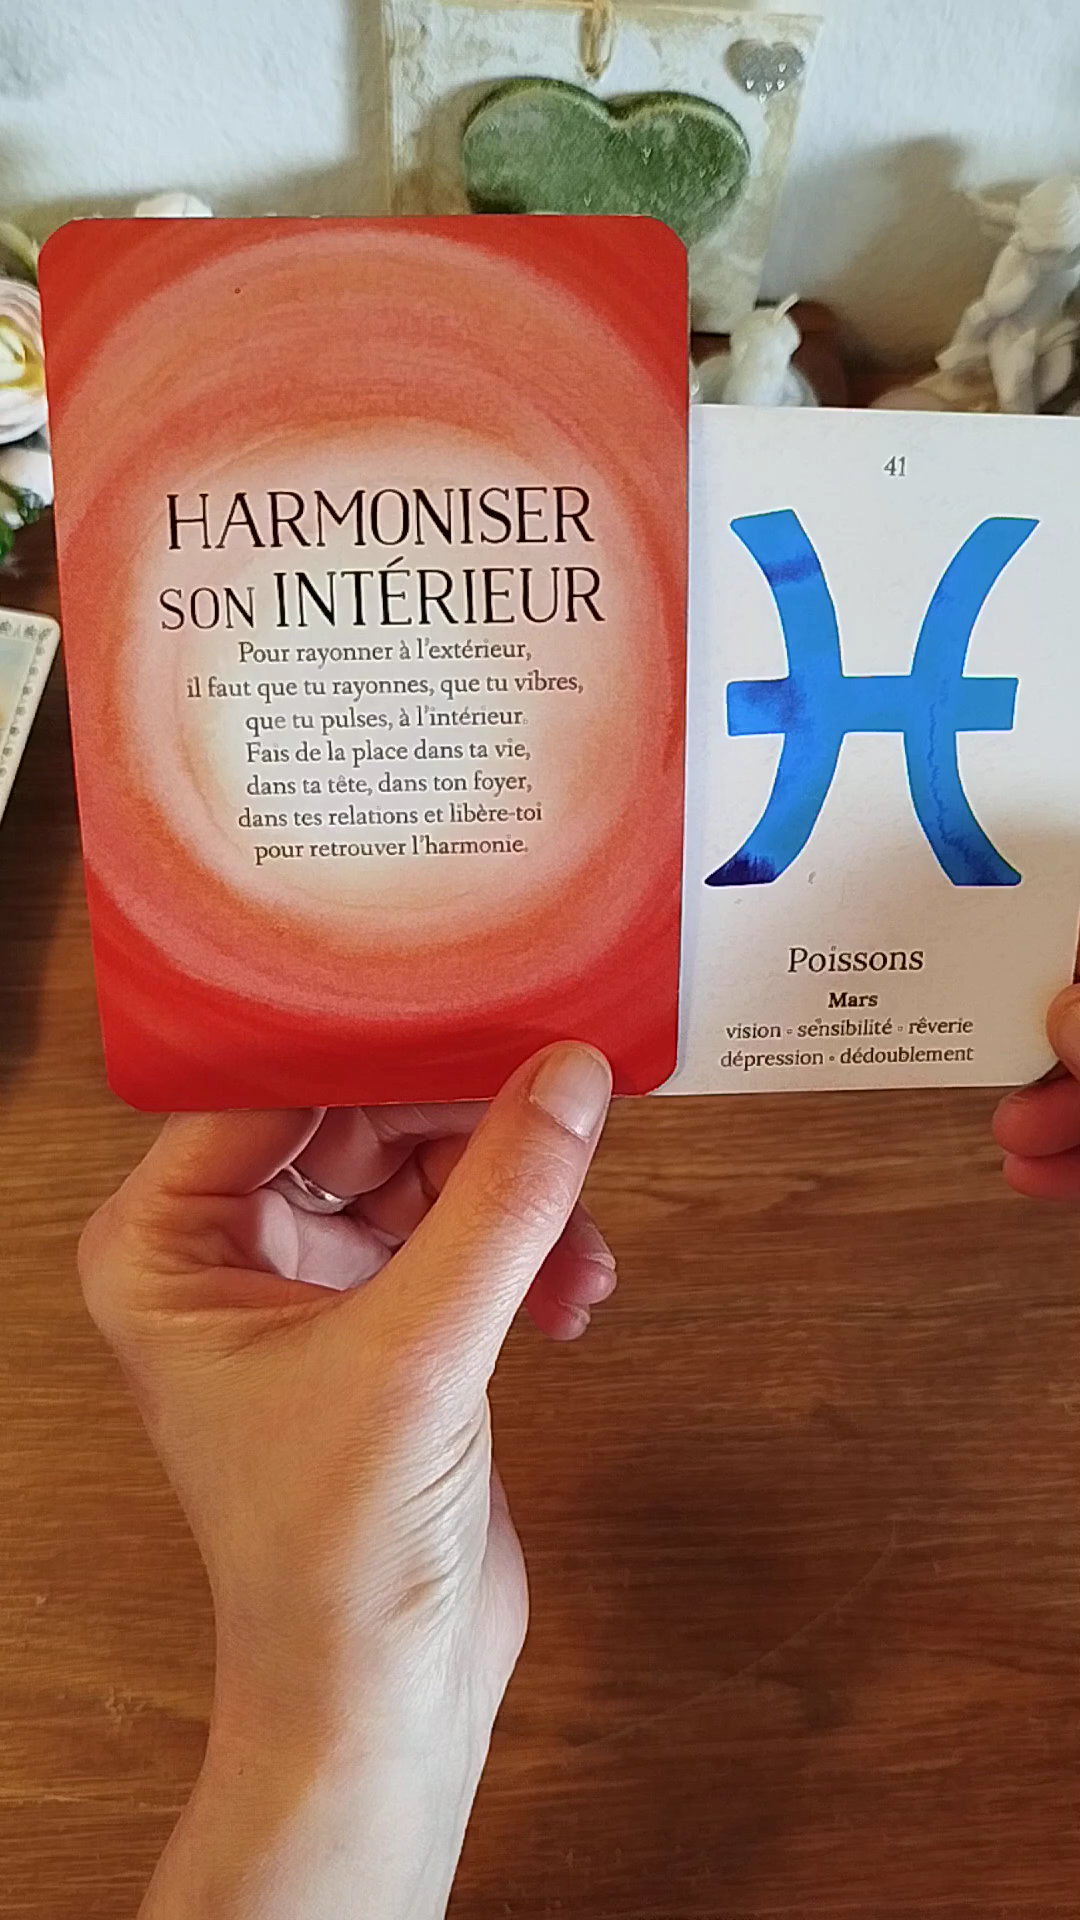 HARMONISER
SON INTÉRIEUR
Pour rayonner à l'extérieur,
il faut que tu rayonnes, que tu vibres,
que tu pulses, à l'intérieur.
Fais de la place dans ta vie,
dans ta tête, dans ton foyer,
dans tes relations et libère-toi
pour retrouver l'harmonie.
41
Poissons
Mars
vision • sensibilité • rêverie
dépression • dédoublement